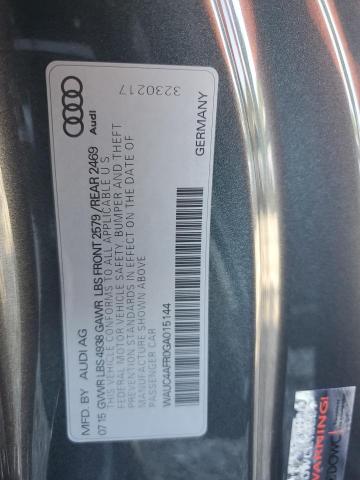 Audi
3230217
MFD. BY AUDI AG GERMANY
07 15 GWR LBS 4938 GAWR LBS FRONT 2579 /REAR 2469
THIS VEHICLE CONFORMS TO ALL APPLICABLE U S
FEDERAL MOTOR VEHICLE SAFETY, BUMPER AND THEFT
PREVENTION STANDARDS IN EFFECT ON THE DATE OF
MANUFACTURE SHOWN ABOVE
PASSENGER CAR
WAUC4AFR0GA015144
WARNING!